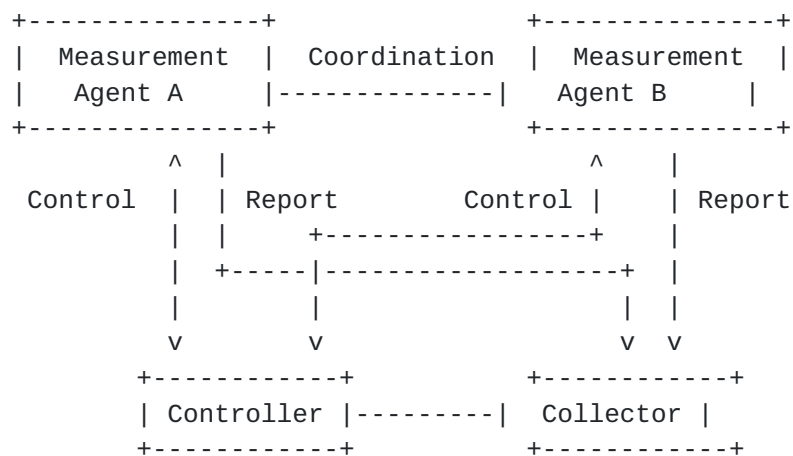 Measurement Coordination Measurement
Agent A Agent B
Control Report Control Report
Controller Collector